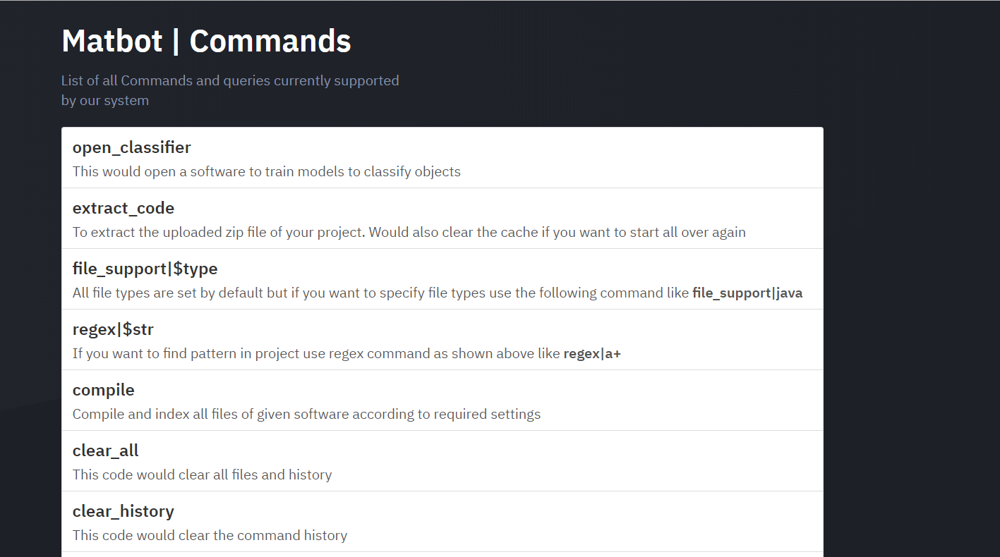 Matbot | Commands
List of all Commands and queries currently supported
by our system
open_classifier
This would open a software to train models to classify objects
extract_code
To extract the uploaded zip file of your project. Would also clear the cache if you want to start all over again
file_support|$type
All file types are set by default but if you want to specify file types use the following command like file_support|java
regex|$str
If you want to find pattern in project use regex command as shown above like regex|a+
compile
Compile and index all files of given software according to required settings
clear_all
This code would clear all files and history
clear_history
This code would clear the command history